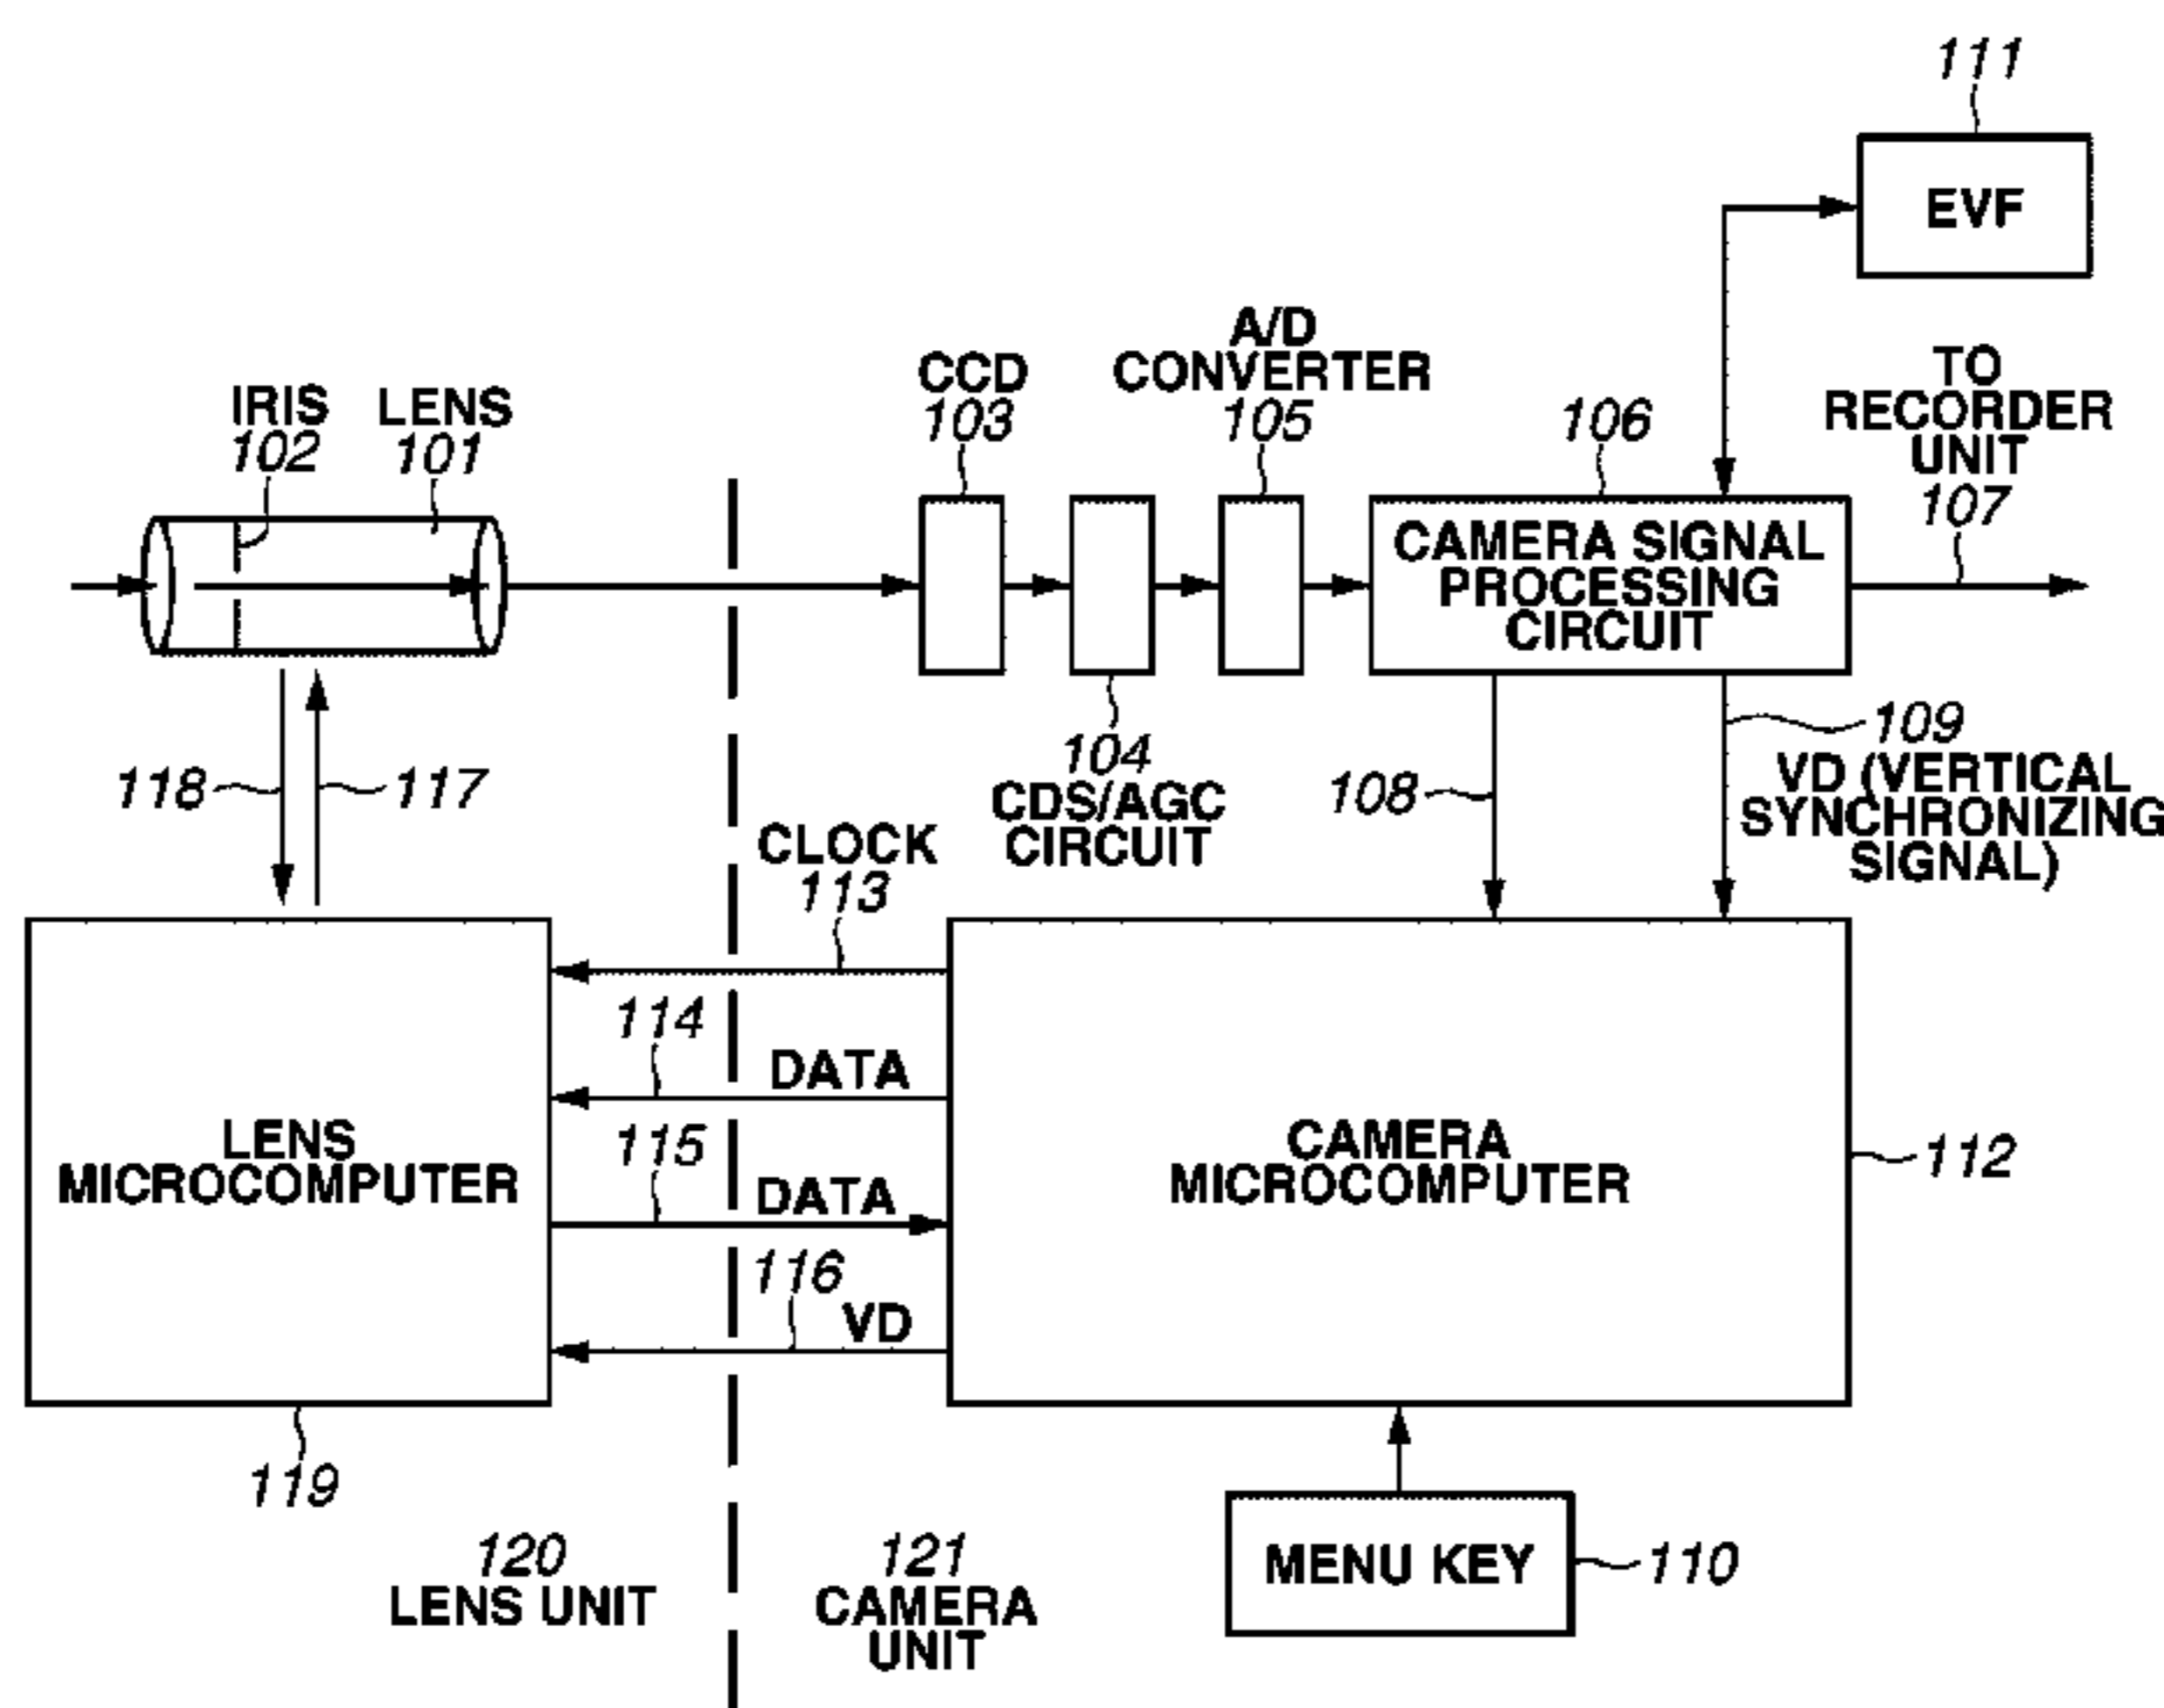 111
EVF
A/D
CONVERTER
105
CCD
103
106
TO
RECORDER
UNIT
107
IRIS
102
LENS
101
CAMERA SIGNAL
PROCESSING
CIRCUIT
104
CDS/AGC
CIRCUIT
108
109
VD (VERTICAL
SYNCHRONIZING
SIGNAL)
118
117
CLOCK
113
114
DATA
115
DATA
116
VD
LENS
MICROCOMPUTER
CAMERA
MICROCOMPUTER
112
119
120
LENS UNIT
121
CAMERA
UNIT
MENU KEY
110